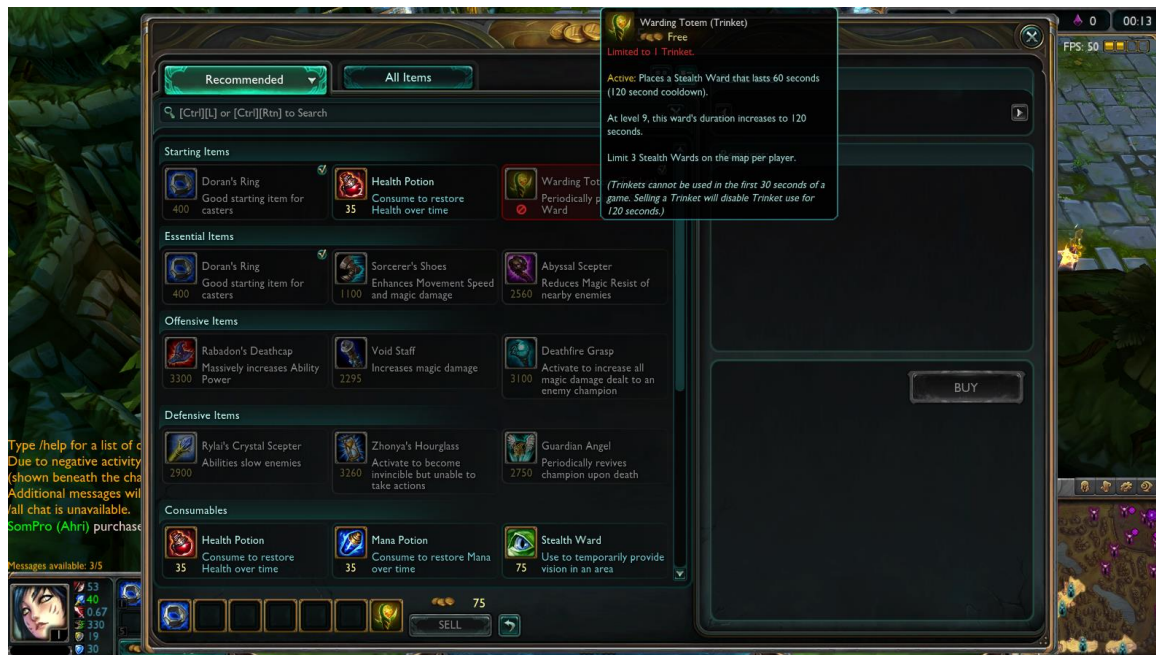 0 00:13
FPS: 50
Warding Totem (Trinket)
Free
Limited to 1 Trinket.
Active: Places a Stealth Ward that lasts 60 seconds
(120 second cooldown).
At level 9, this ward's duration increases to 120
seconds.
Limit 3 Stealth Wards on the map per player.
(Trinkets cannot be used in the first 30 seconds of a
game. Selling a Trinket will disable Trinket use for
120 seconds.)
Recommended
All Items
[Ctrl][L] or [Ctrl][Rtn] to Search
Starting Items
Doran's Ring
Good starting item for
400 casters
Health Potion
Consume to restore
35 Health over time
Warding Tot
Periodically p
Ward
Essential Items
Doran's Ring
Good starting item for
400 casters
Sorcerer's Shoes
Enhances Movement Speed
1100 and magic damage
Abyssal Scepter
Reduces Magic Resist of
2560 nearby enemies
Offensive Items
Rabadon's Deathcap
Massively increases Ability
3300 Power
Void Staff
Increases magic damage
2295
Deathfire Grasp
Activate to increase all
3100 magic damage dealt to an
enemy champion
Defensive Items
Rylai's Crystal Scepter
Abilities slow enemies
2900
Zhonya's Hourglass
Activate to become
3260 invincible but unable to
take actions
Guardian Angel
Periodically revives
2750 champion upon death
Consumables
Health Potion
Consume to restore
35 Health over time
Mana Potion
Consume to restore Mana
35 over time
Stealth Ward
Use to temporarily provide
75 vision in an area
75
SELL
BUY
Type /help for a list of c
Due to negative activity
(shown beneath the cha
Additional messages wil
/all chat is unavailable.
SomPro (Ahri) purchase
Messages available: 3/5
53
40
0.67
330
19
30
1